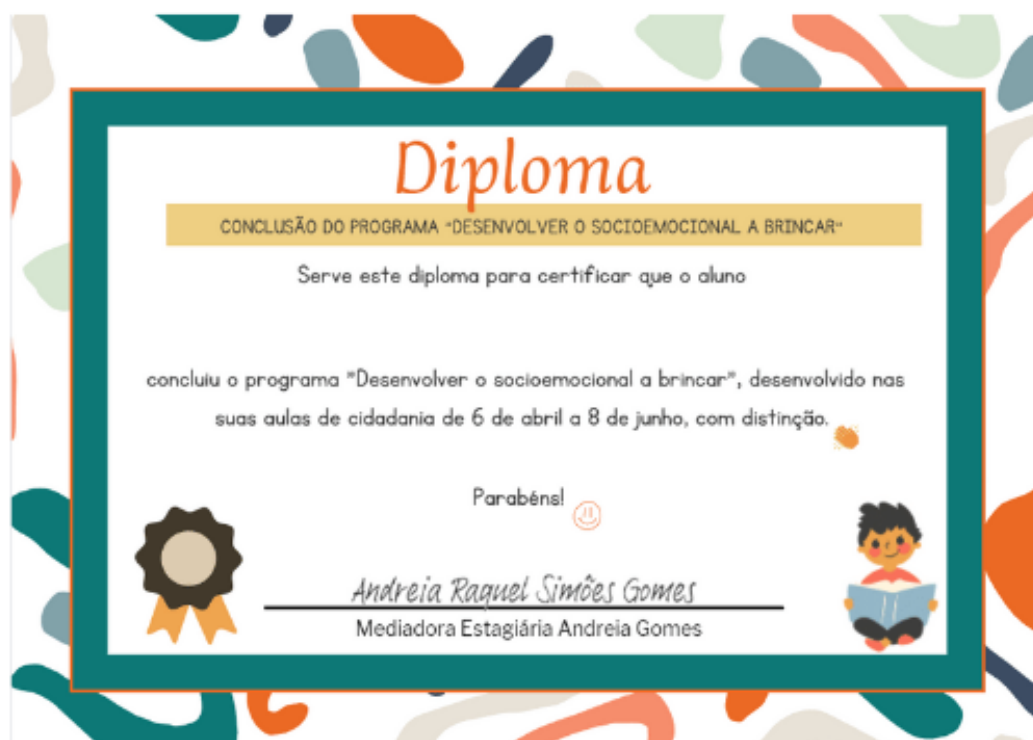 Diploma
CONCLUSÃO DO PROGRAMA "DESENVOLVER O SOCIOEMOCIONAL A BRINCAR"
Serve este diploma para certificar que o aluno
concluiu o programa "Desenvolver o socioemocional a brincar", desenvolvido nas
suas aulas de cidadania de 6 de abril a 8 de junho, com distinção.
Parabéns!
Andreia Raquel Simões Gomes
Mediadora Estagiária Andreia Gomes